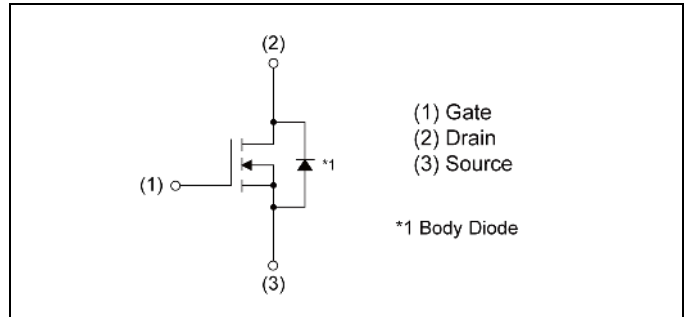 (2)
(1) Gate
(2) Drain
(3) Source
*1
(1)
*1 Body Diode
(3)